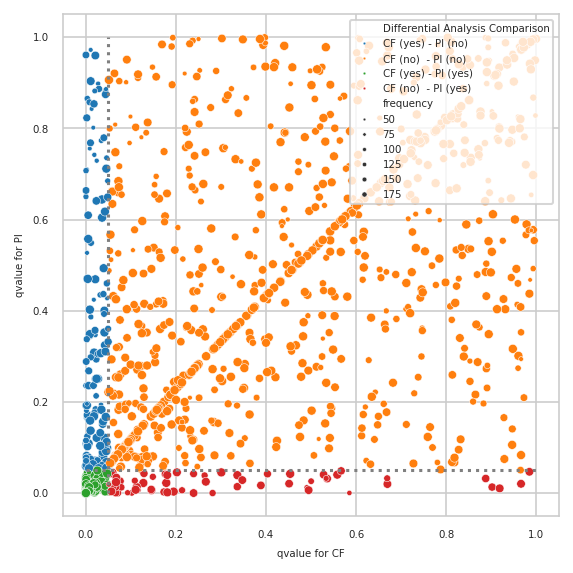 Differential Analysis Comparison
CF (yes) - PI (no)
CF (no)  - PI (no)
CF (yes) - PI (yes)
CF (no)  - PI (yes)
frequency
50
75
100
125
150
175
qvalue for PI
1.0
0.8
0.6
0.4
0.2
0.0
0.0 0.2 0.4 0.6 0.8 1.0
qvalue for CF